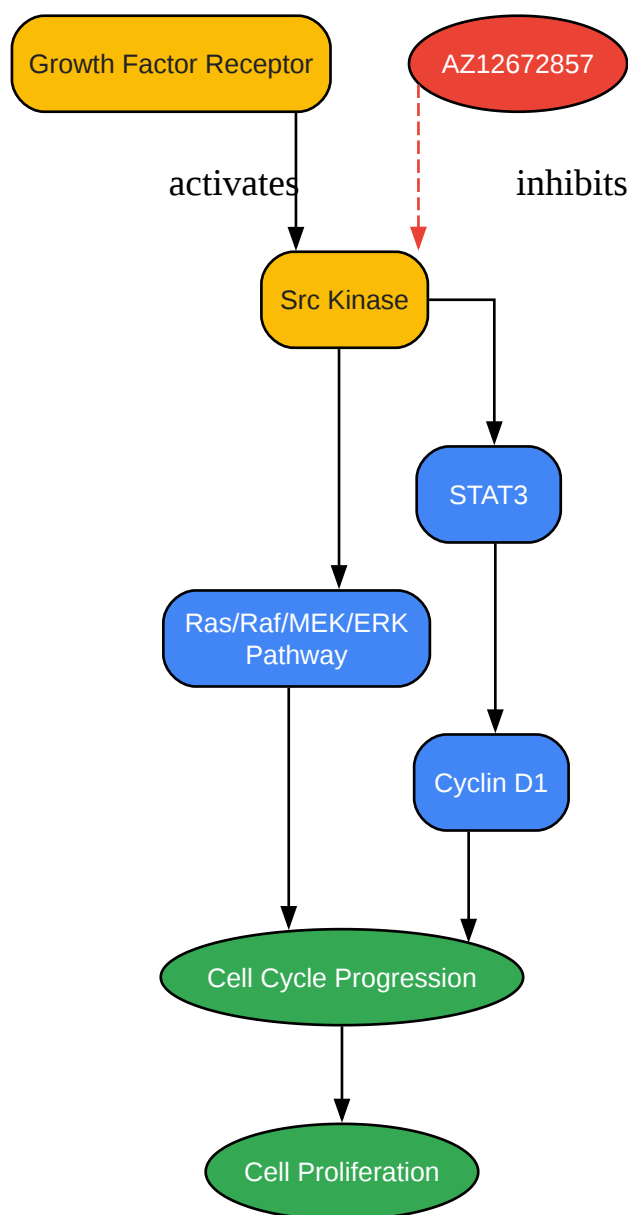 Growth Factor Receptor
AZ12672857
activates
inhibits
Src Kinase
STAT3
Ras/Raf/MEK/ERK
Pathway
Cyclin D1
Cell Cycle Progression
Cell Proliferation